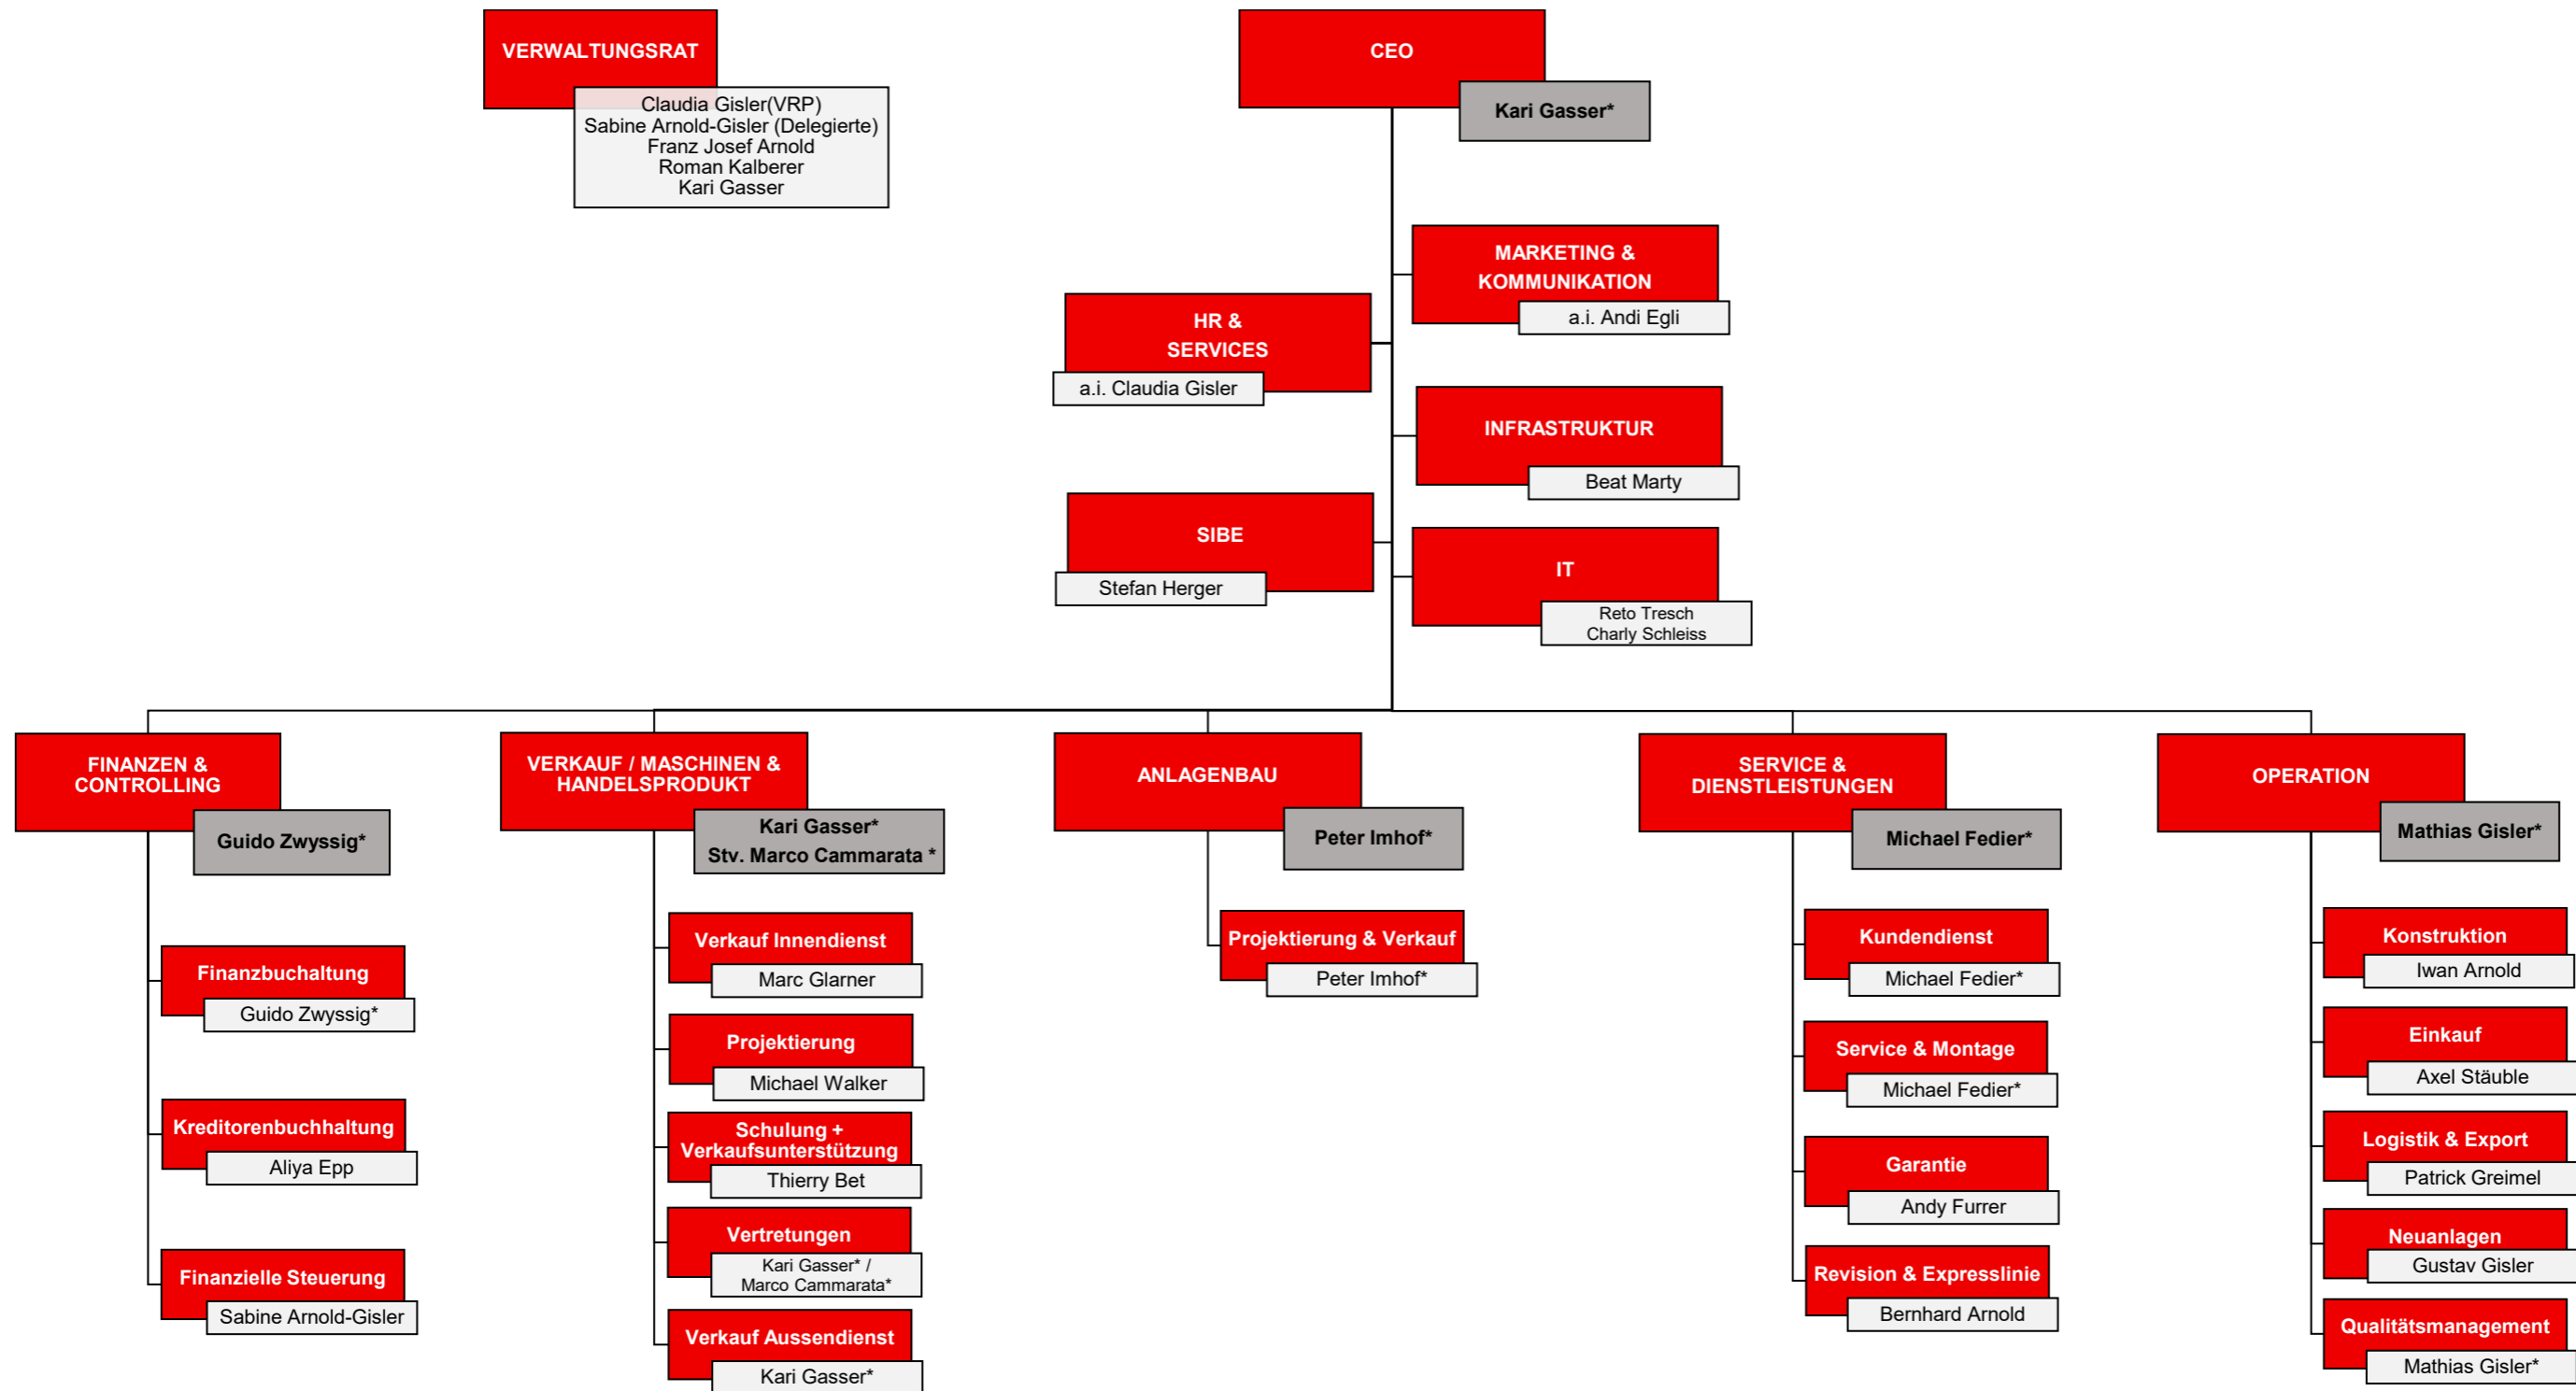 VERWALTUNGSRAT
Claudia Gisler(VRP)
Sabine Arnold-Gisler (Delegierte)
Franz Josef Arnold
Roman Kalberer
Kari Gasser
CEO
Kari Gasser*
MARKETING &
KOMMUNIKATION
a.i. Andi Egli
HR &
SERVICES
a.i. Claudia Gisler
INFRASTRUKTUR
Beat Marty
SIBE
Stefan Herger
IT
Reto Tresch
Charly Schleiss
FINANZEN &
CONTROLLING
Guido Zwyssig*
Finanzbuchaltung
Guido Zwyssig*
Kreditorenbuchhaltung
Aliya Epp
Finanzielle Steuerung
Sabine Arnold-Gisler
VERKAUF / MASCHINEN &
HANDELSPRODUKT
Kari Gasser*
Stv. Marco Cammarata *
Verkauf Innendienst
Marc Glarner
Projektierung
Michael Walker
Schulung +
Verkaufsunterstützung
Thierry Bet
Vertretungen
Kari Gasser* /
Marco Cammarata*
Verkauf Aussendienst
Kari Gasser*
ANLAGENBAU
Peter Imhof*
Projektierung & Verkauf
Peter Imhof*
SERVICE &
DIENSTLEISTUNGEN
Michael Fedier*
Kundendienst
Michael Fedier*
Service & Montage
Michael Fedier*
Garantie
Andy Furrer
Revision & Expresslinie
Bernhard Arnold
OPERATION
Mathias Gisler*
Konstruktion
Iwan Arnold
Einkauf
Axel Stäuble
Logistik & Export
Patrick Greimel
Neuanlagen
Gustav Gisler
Qualitätsmanagement
Mathias Gisler*